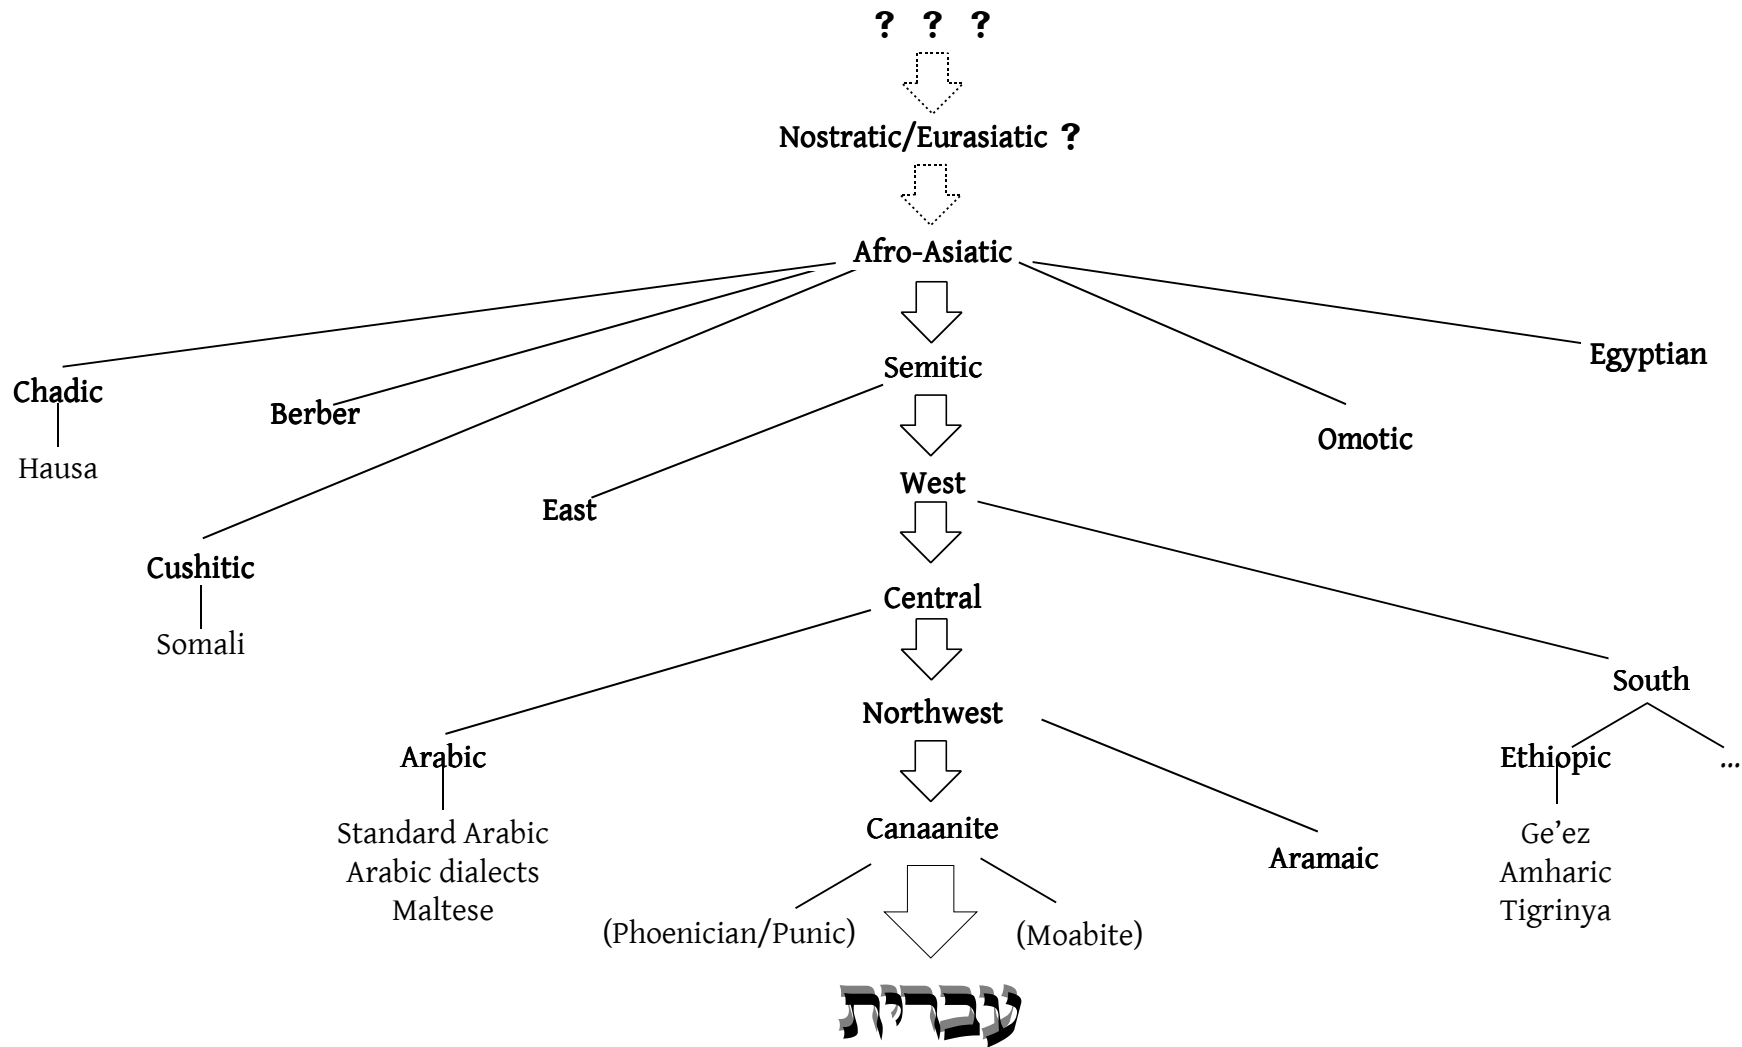 ? ? ?
Nostratic/Eurasiatic ?
Afro-Asiatic
Egyptian
Semitic
Chadic
Berber
Omotic
Hausa
West
East
Cushitic
Central
Somali
South
Northwest
Arabic
Ethiopic
...
Canaanite
Standard Arabic
Ge’ez
Aramaic
Arabic dialects
Amharic
Maltese
Tigrinya
(Phoenician/Punic)
(Moabite)
עברית